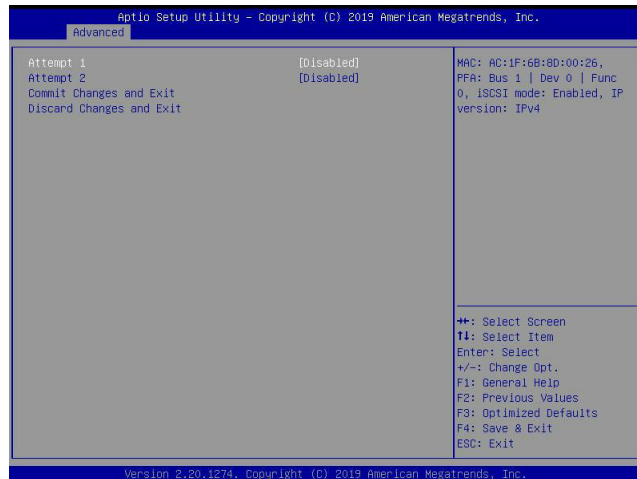 Aptio Setup Utility – Copyright (C) 2019 American Megatrends, Inc.
Advanced
Attempt 1 [Disabled]
Attempt 2 [Disabled]
Commit Changes and Exit
Discard Changes and Exit
MAC: AC:1F:6B:8D:00:26,
PFA: Bus 1 | Dev 0 | Func
0, iSCSI mode: Enabled, IP
version: IPv4
→←: Select Screen
↑↓: Select Item
Enter: Select
+/-: Change Opt.
F1: General Help
F2: Previous Values
F3: Optimized Defaults
F4: Save & Exit
ESC: Exit
Version 2.20.1274. Copyright (C) 2019 American Megatrends, Inc.